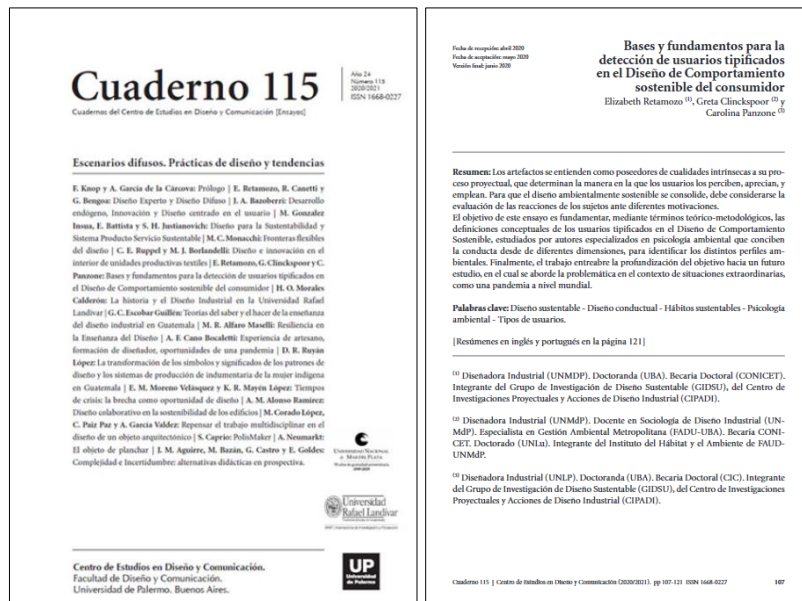 Cuaderno 115
Año 24
Número 115
2020/2021
ISSN 1668-0227
Cuadernos del Centro de Estudios en Diseño y Comunicación [Ensayos]
Escenarios difusos. Prácticas de diseño y tendencias
F. Knop y A. García de la Cárcova: Prólogo | E. Retamozo, R. Canetti y
G. Bengoa: Diseño Experto y Diseño Difuso | J. A. Bazoberri: Desarrollo
endógeno, Innovación y Diseño centrado en el usuario | M. Gonzalez
Insua, E. Battista y S. H. Justianovich: Diseño para la Sustentabilidad y
Sistema Producto Servicio Sustentable | M. C. Monacchi: Fronteras flexibles
del diseño | C. E. Ruppel y M. J. Borlandelli: Diseño e innovación en el
interior de unidades productivas textiles | E. Retamozo, G. Clinckspoor y C.
Panzone: Bases y fundamentos para la detección de usuarios tipificados en
el Diseño de Comportamiento sostenible del consumidor | H. O. Morales
Calderón: La historia y el Diseño Industrial en la Universidad Rafael
Landívar | G. C. Escobar Guillén: Teorías del saber y el hacer de la enseñanza
del diseño industrial en Guatemala | M. R. Alfaro Maselli: Resiliencia en
la Enseñanza del Diseño | A. F. Cano Bocaletti: Experiencia de artesano,
formación de diseñador, oportunidades de una pandemia | D. R. Ruyán
López: La transformación de los símbolos y significados de los patrones de
diseño y los sistemas de producción de indumentaria de la mujer indígena
en Guatemala | E. M. Moreno Velásquez y K. R. Mayén López: Tiempos
de crisis: la brecha como oportunidad de diseño | A. M. Alonso Ramírez:
Diseño colaborativo en la sostenibilidad de los edificios | M. Corado López,
C. Paiz Paz y A. García Valdez: Repensar el trabajo multidisciplinar en el
diseño de un objeto arquitectónico | S. Caprio: PolisMaker | A. Neumarkt:
El objeto de planchar | J. M. Aguirre, M. Bazán, G. Castro y E. Goldes:
Complejidad e Incertidumbre: alternativas didácticas en prospectiva.
UNIVERSIDAD NACIONAL
de MAR DEL PLATA
Universidad
Rafael Landívar
Centro de Estudios en Diseño y Comunicación.
Facultad de Diseño y Comunicación.
Universidad de Palermo. Buenos Aires.
UP
Universidad
de Palermo
Fecha de recepción: abril 2020
Fecha de aceptación: mayo 2020
Versión final: junio 2020
Bases y fundamentos para la
detección de usuarios tipificados
en el Diseño de Comportamiento
sostenible del consumidor
Elizabeth Retamozo (1), Greta Clinckspoor (2) y
Carolina Panzone (3)
Resumen: Los artefactos se entienden como poseedores de cualidades intrínsecas a su pro-
ceso proyectual, que determinan la manera en la que los usuarios los perciben, aprecian, y
emplean. Para que el diseño ambientalmente sostenible se consolide, debe considerarse la
evaluación de las reacciones de los sujetos ante diferentes motivaciones.
El objetivo de este ensayo es fundamentar, mediante términos teórico-metodológicos, las
definiciones conceptuales de los usuarios tipificados en el Diseño de Comportamiento
Sostenible, estudiados por autores especializados en psicología ambiental que conciben
la conducta desde de diferentes dimensiones, para identificar los distintos perfiles am-
bientales. Finalmente, el trabajo entreabre la profundización del objetivo hacia un futuro
estudio, en el cual se aborde la problemática en el contexto de situaciones extraordinarias,
como una pandemia a nivel mundial.
Palabras clave: Diseño sustentable - Diseño conductual - Hábitos sustentables - Psicología
ambiental - Tipos de usuarios.
[Resúmenes en inglés y portugués en la página 121]
(1) Diseñadora Industrial (UNMDP). Doctoranda (UBA). Becaria Doctoral (CONICET).
Integrante del Grupo de Investigación de Diseño Sustentable (GIDSU), del Centro de
Investigaciones Proyectuales y Acciones de Diseño Industrial (CIPADI).
(2) Diseñadora Industrial (UNMdP). Docente en Sociología de Diseño Industrial (UN-
MdP). Especialista en Gestión Ambiental Metropolitana (FADU-UBA). Becaria CONI-
CET. Doctorado (UNLu). Integrante del Instituto del Hábitat y el Ambiente de FAUD-
UNMdP.
(3) Diseñadora Industrial (UNLP). Doctoranda (UBA). Becaria Doctoral (CIC). Integrante
del Grupo de Investigación de Diseño Sustentable (GIDSU), del Centro de Investigaciones
Proyectuales y Acciones de Diseño Industrial (CIPADI).
Cuaderno 115 | Centro de Estudios en Diseño y Comunicación (2020/2021). pp 107-121 ISSN 1668-0227 107